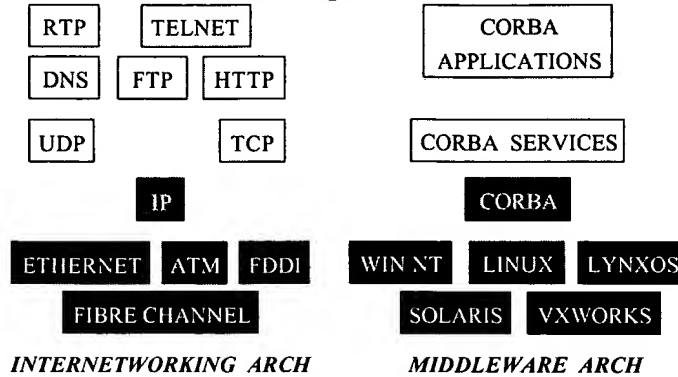 RTP TELNET
DNS FTP HTTP
UDP TCP
IP
ETHERNET ATM FDDI
FIBRE CHANNEL
INTERNETWORKING ARCH
CORBA
APPLICATIONS
CORBA SERVICES
CORBA
WIN NT LINUX LYNXOS
SOLARIS VXWORKS
MIDDLEWARE ARCH